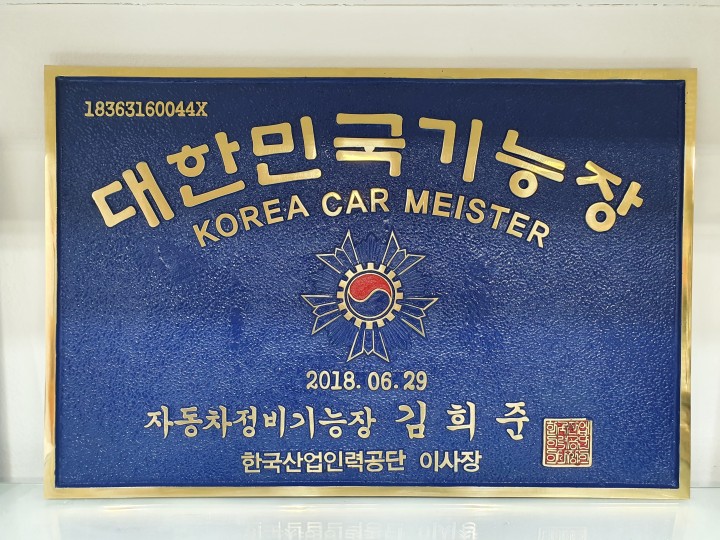 18363160044X
대한민국기능장
KOREA CAR MEISTER
2018.06.29
자동차정비기능장 김희준
한국산업인력공단 이사장